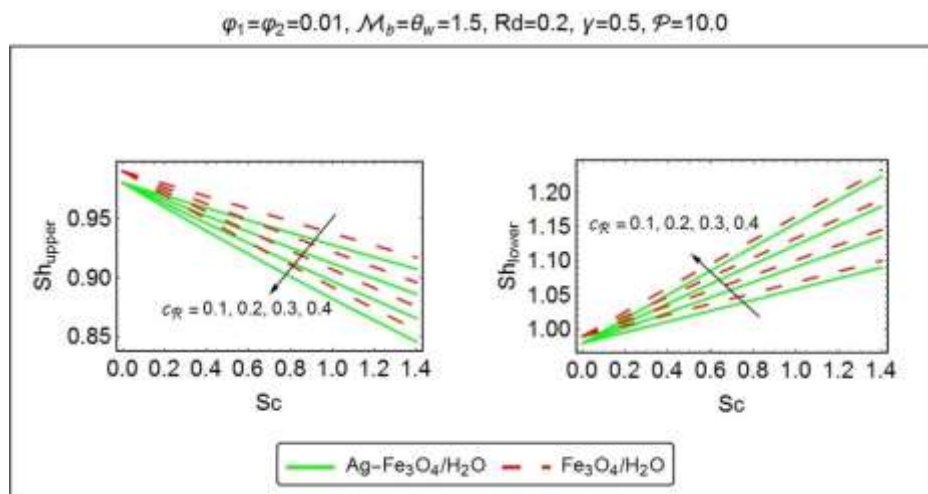 φ₁=φ₂=0.01, ℳ_b=θ_w=1.5, Rd=0.2, γ=0.5, 𝒫=10.0
Sh_upper
0.95
0.90
0.85
c_ℛ = 0.1, 0.2, 0.3, 0.4
0.0 0.2 0.4 0.6 0.8 1.0 1.2 1.4
Sc
Sh_lower
1.20
1.15
1.10
1.05
1.00
c_ℛ = 0.1, 0.2, 0.3, 0.4
0.0 0.2 0.4 0.6 0.8 1.0 1.2 1.4
Sc
Ag–Fe₃O₄/H₂O
Fe₃O₄/H₂O